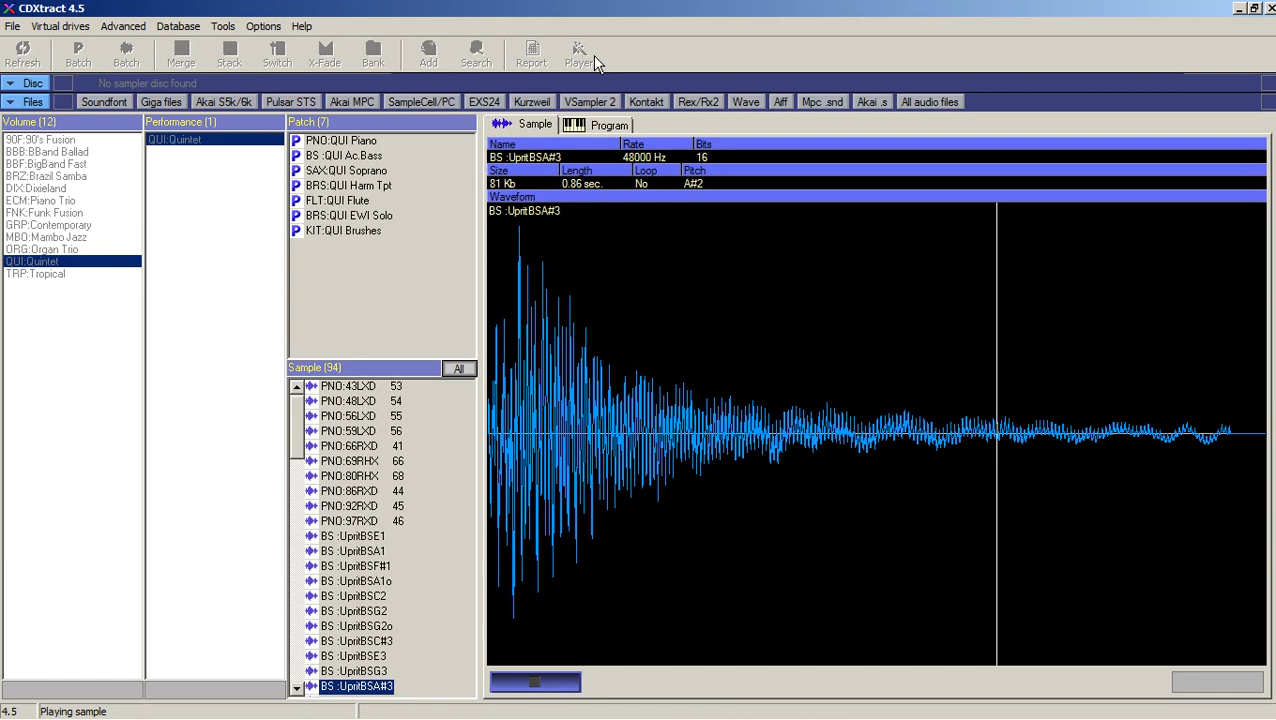 CDXtract 4.5
File Virtual drives Advanced Database Tools Options Help
Refresh Batch Batch Merge Stack Switch X-Fade Bank Add Search Report Player
Disc No sampler disc found
Files Soundfont Giga files Akai S5k/6k Pulsar STS Akai MPC SampleCell/PC EXS24 Kurzweil VSampler 2 Kontakt Rex/Rx2 Wave Aiff Mpc .snd Akai .s All audio files
Volume (12)
90F:90's Fusion
BBB:BBand Ballad
BBF:BigBand Fast
BRZ:Brazil Samba
DIX:Dixieland
ECM:Piano Trio
FNK:Funk Fusion
GRP:Contemporary
MBO:Mambo Jazz
ORG:Organ Trio
QUI:Quintet
TRP:Tropical
Performance (1)
QUI:Quintet
Patch (7)
P PNO:QUI Piano
P BS :QUI Ac.Bass
P SAX:QUI Soprano
P BRS:QUI Harm Tpt
P FLT:QUI Flute
P BRS:QUI EWI Solo
P KIT:QUI Brushes
Sample (94) All
PNO:43LXD 53
PNO:48LXD 54
PNO:56LXD 55
PNO:59LXD 56
PNO:66RXD 41
PNO:69RHX 66
PNO:80RHX 68
PNO:86RXD 44
PNO:92RXD 45
PNO:97RXD 46
BS :UpritBSE1
BS :UpritBSA1
BS :UpritBSF#1
BS :UpritBSA1o
BS :UpritBSC2
BS :UpritBSG2
BS :UpritBSG2o
BS :UpritBSC#3
BS :UpritBSE3
BS :UpritBSG3
BS :UpritBSA#3
Sample Program
Name Rate Bits
BS :UpritBSA#3 48000 Hz 16
Size Length Loop Pitch
81 Kb 0.86 sec. No A#2
Waveform
BS :UpritBSA#3
4.5 Playing sample